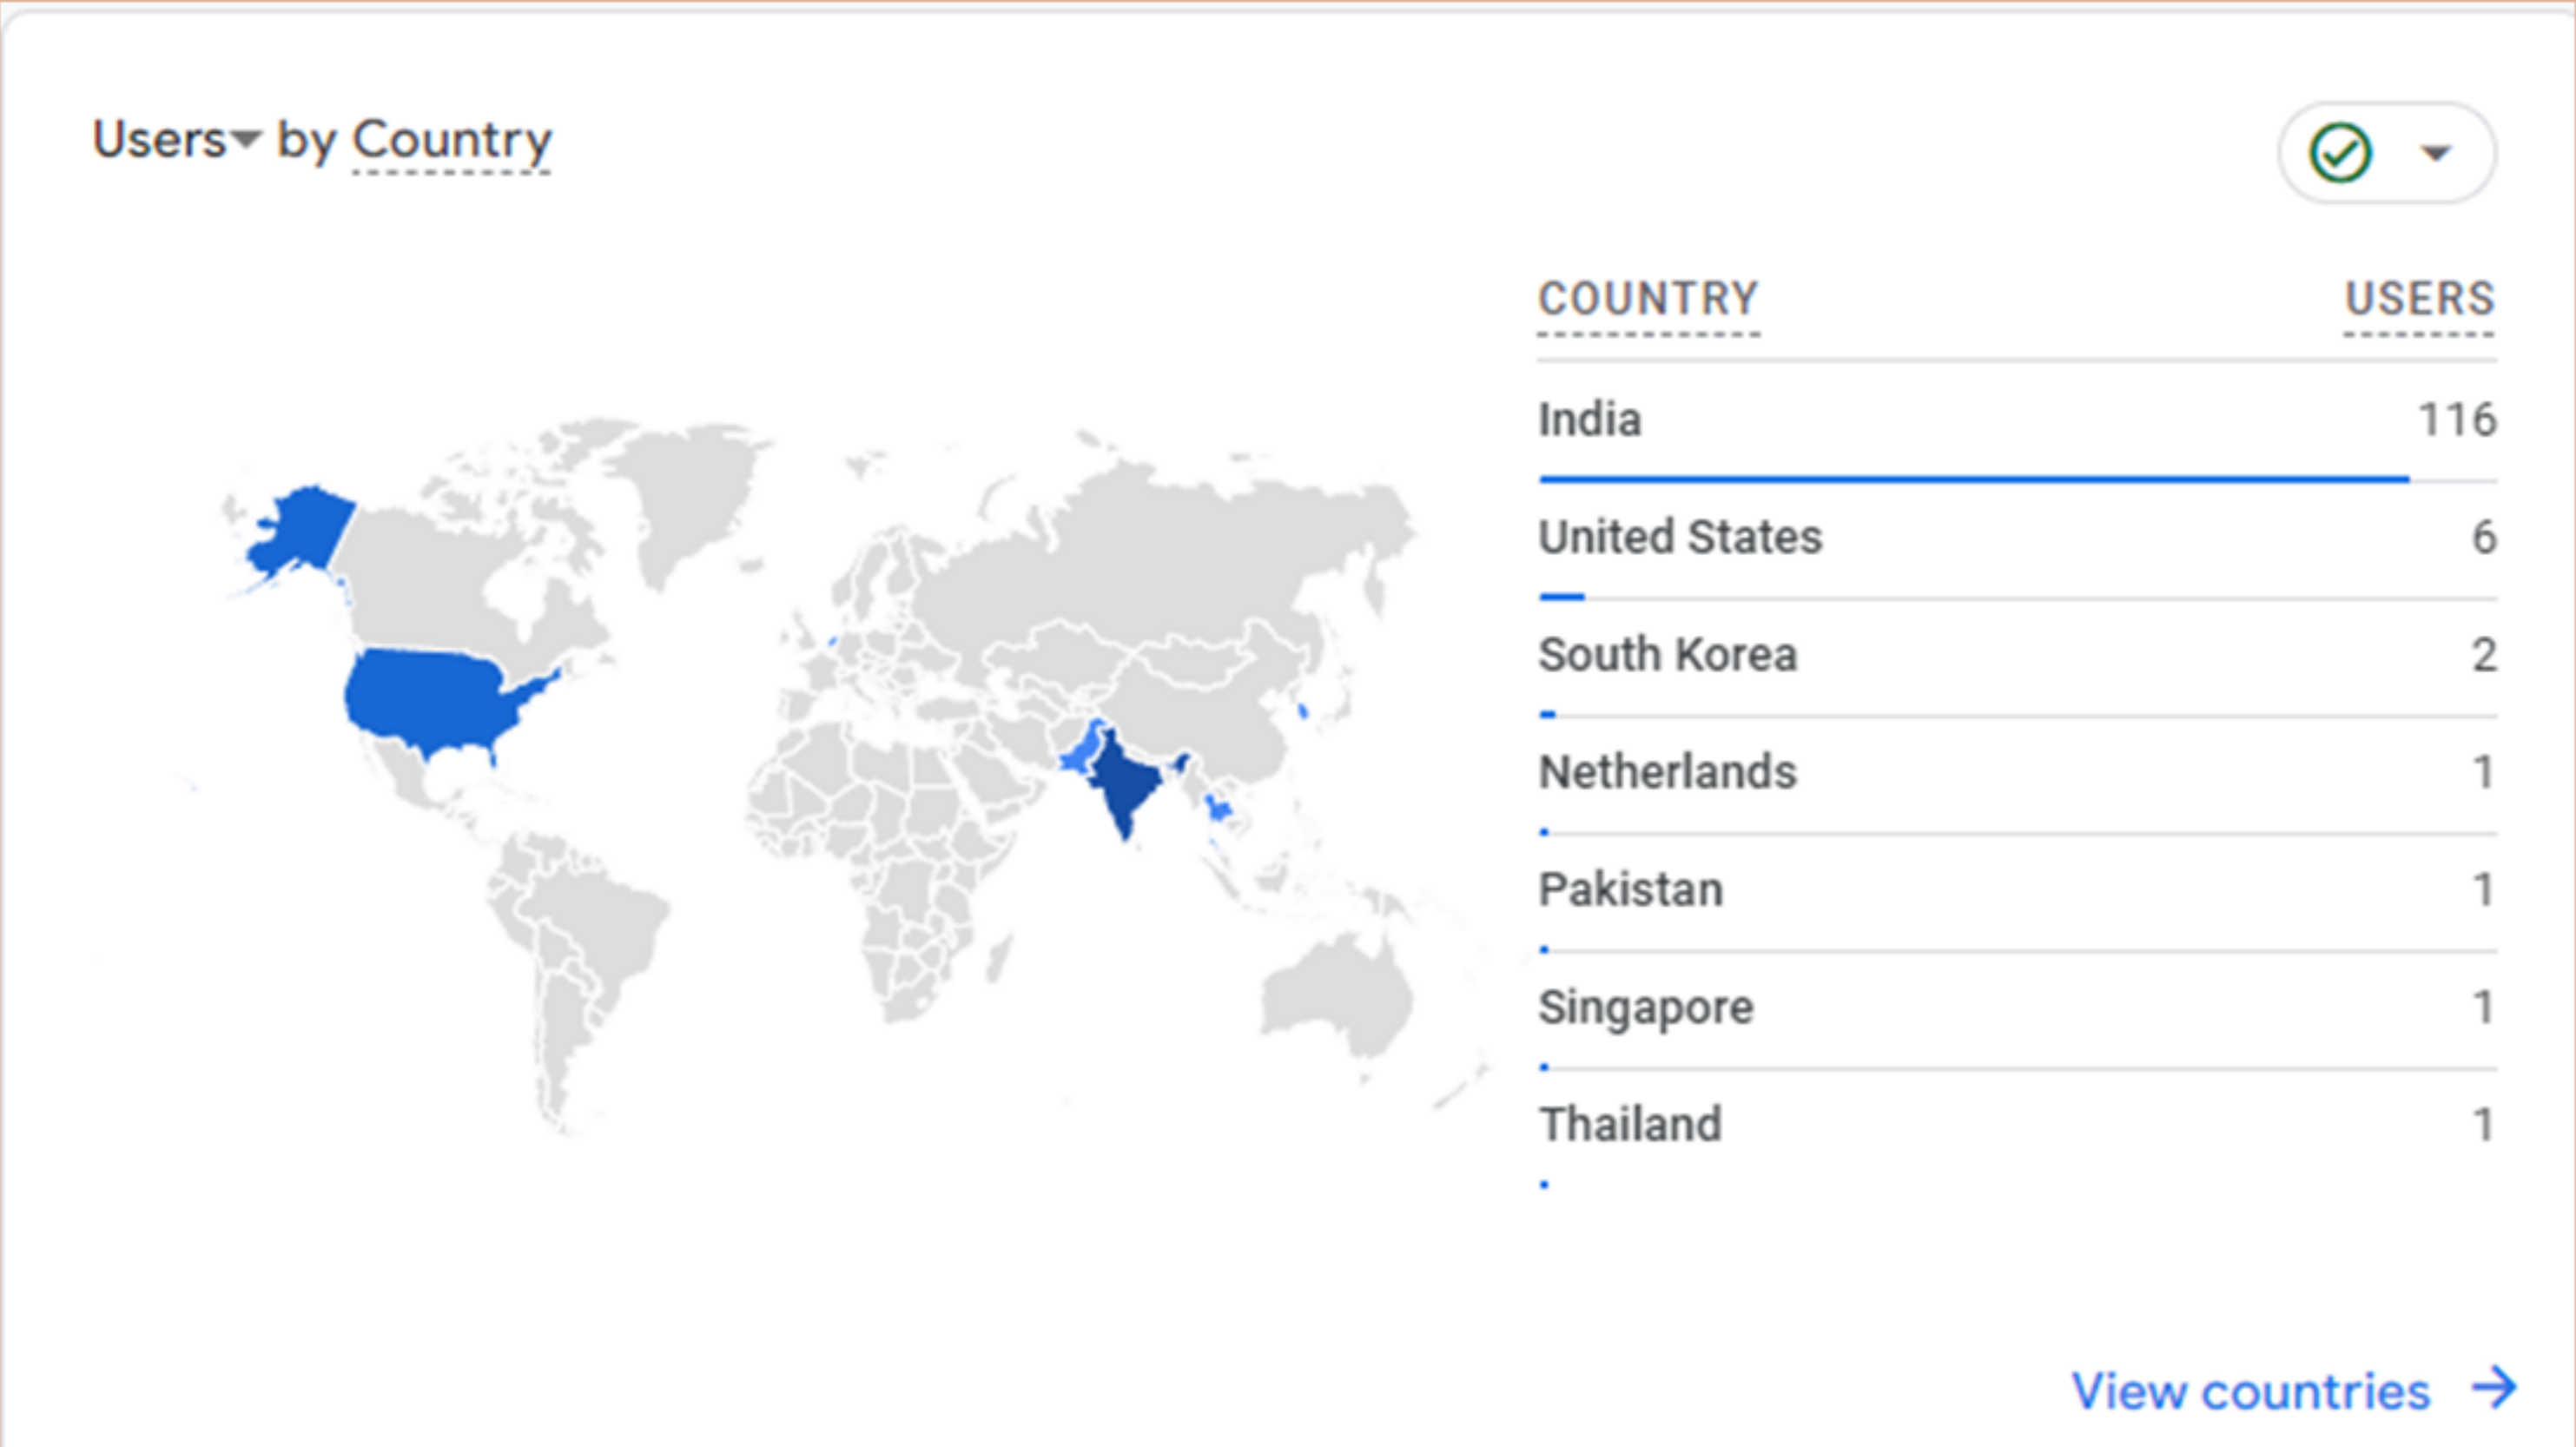 Users by Country
COUNTRY USERS
India 116
United States 6
South Korea 2
Netherlands 1
Pakistan 1
Singapore 1
Thailand 1
View countries